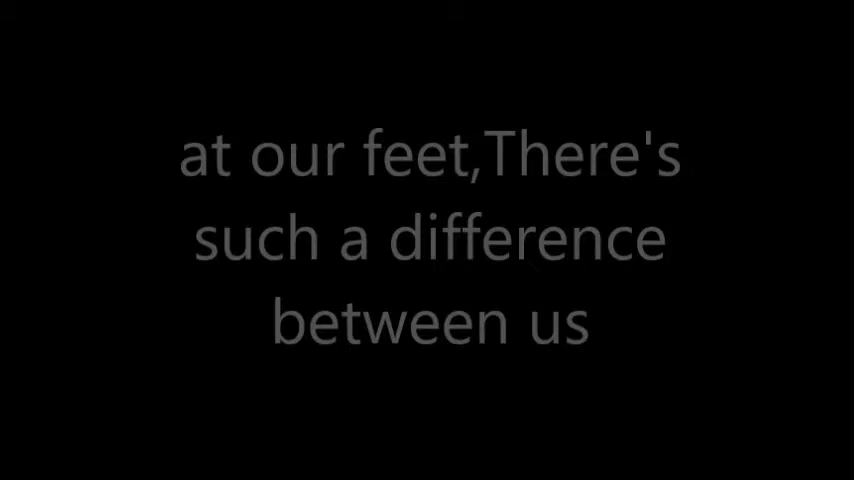 at our feet,There's
such a difference
between us